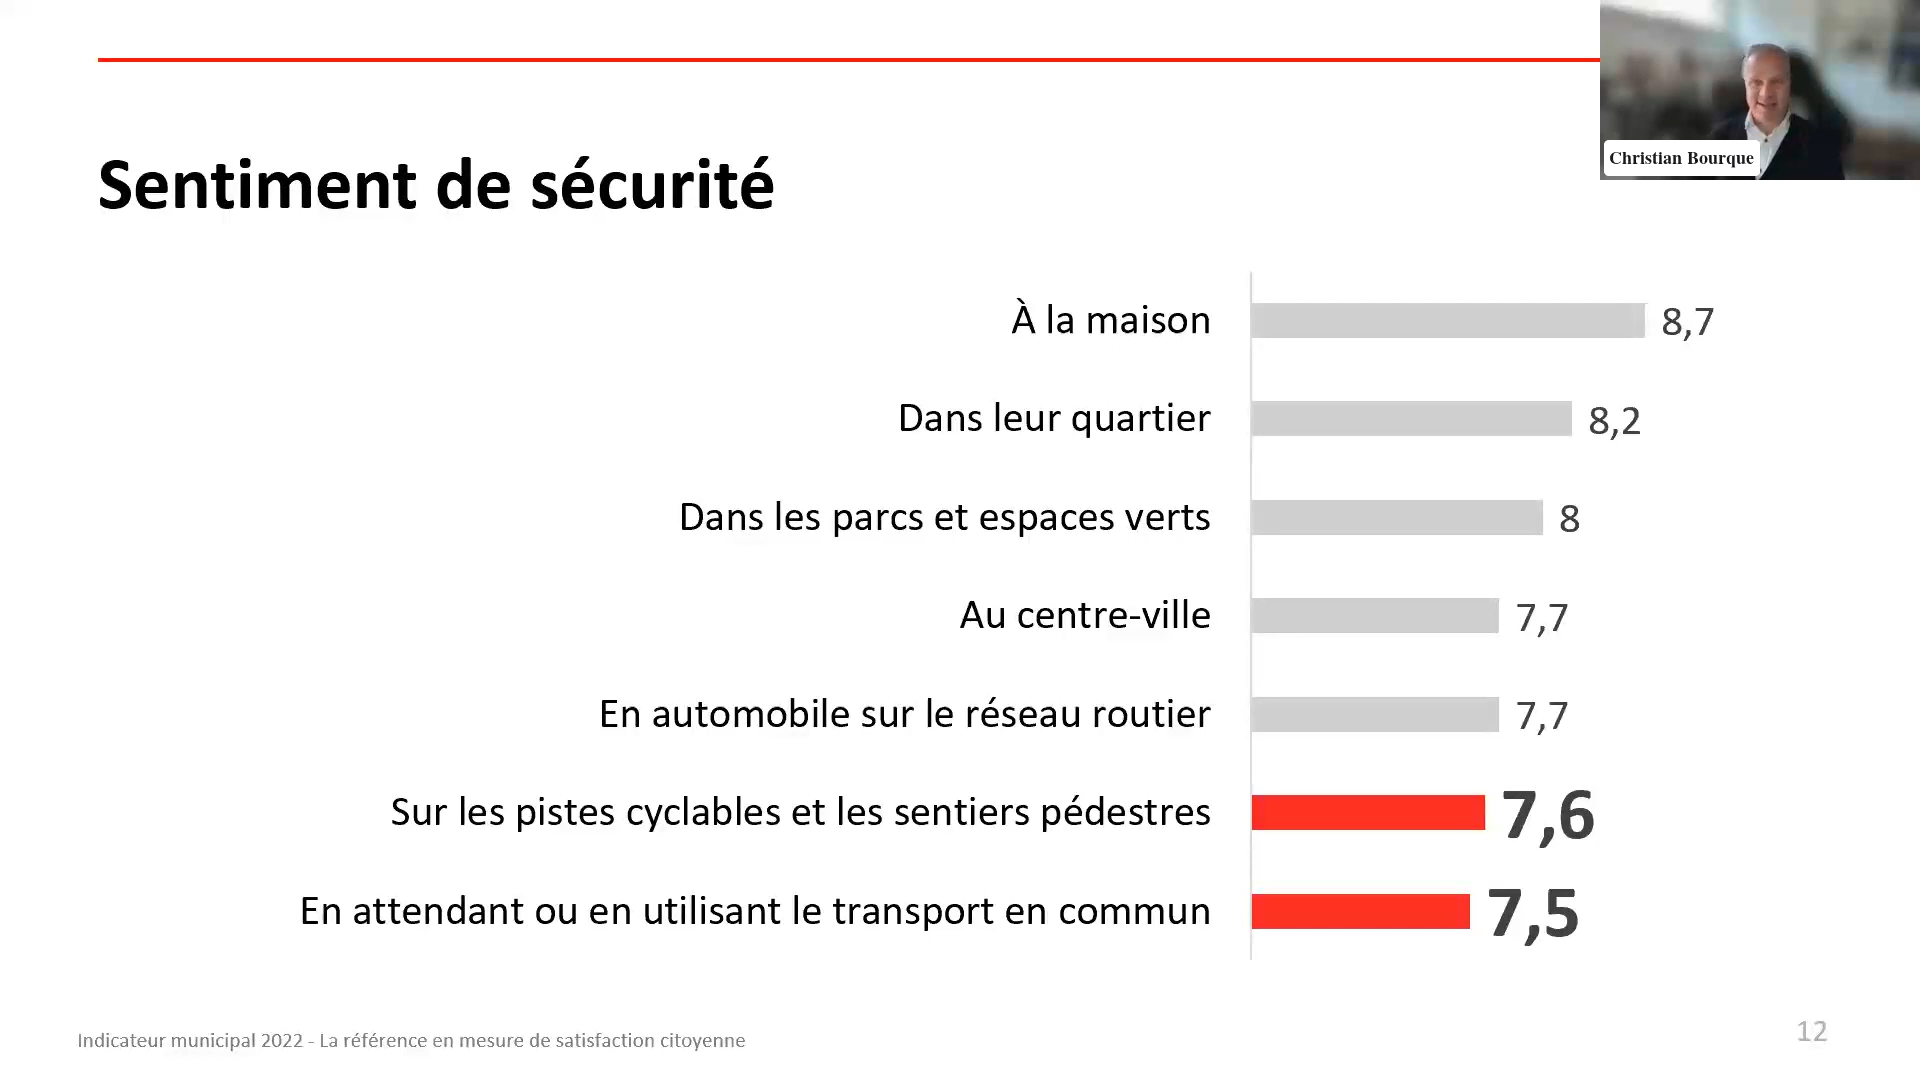 Christian Bourque
Sentiment de sécurité
À la maison 8,7
Dans leur quartier 8,2
Dans les parcs et espaces verts 8
Au centre-ville 7,7
En automobile sur le réseau routier 7,7
Sur les pistes cyclables et les sentiers pédestres 7,6
En attendant ou en utilisant le transport en commun 7,5
Indicateur municipal 2022 - La référence en mesure de satisfaction citoyenne
12